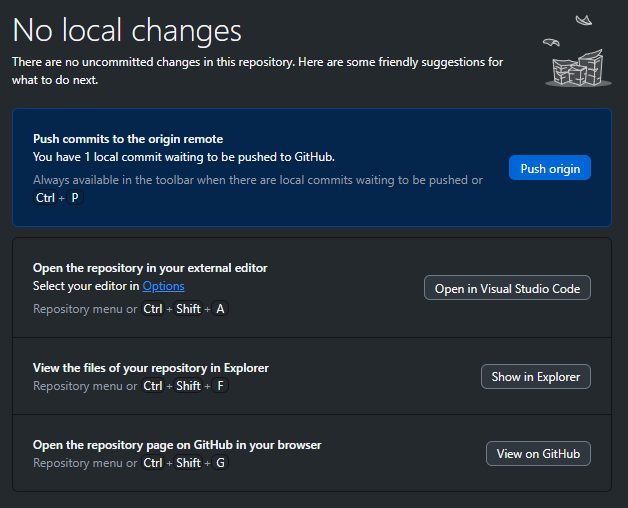 No local changes
There are no uncommitted changes in this repository. Here are some friendly suggestions for
what to do next.
Push commits to the origin remote
You have 1 local commit waiting to be pushed to GitHub.
Always available in the toolbar when there are local commits waiting to be pushed or
Ctrl + P
Push origin
Open the repository in your external editor
Select your editor in Options
Repository menu or Ctrl + Shift + A
Open in Visual Studio Code
View the files of your repository in Explorer
Repository menu or Ctrl + Shift + F
Show in Explorer
Open the repository page on GitHub in your browser
Repository menu or Ctrl + Shift + G
View on GitHub